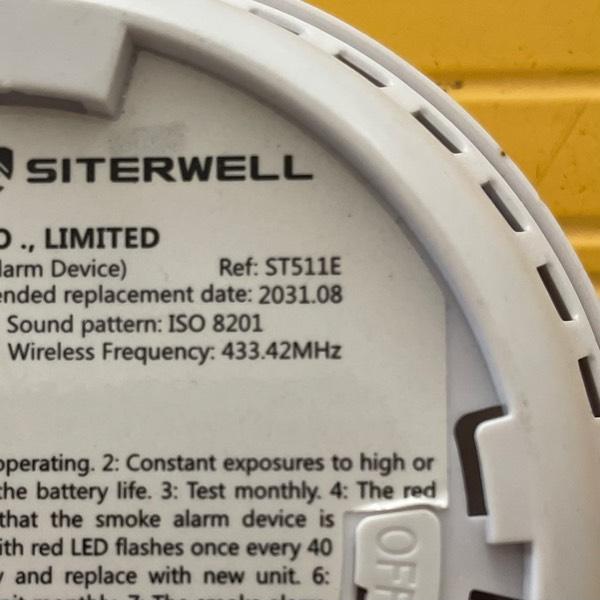 SITERWELL
O ., LIMITED
larm Device) Ref: ST511E
ended replacement date: 2031.08
Sound pattern: ISO 8201
Wireless Frequency: 433.42MHz
operating. 2: Constant exposures to high or
the battery life. 3: Test monthly. 4: The red
that the smoke alarm device is
ith red LED flashes once every 40
y and replace with new unit. 6:
OFF